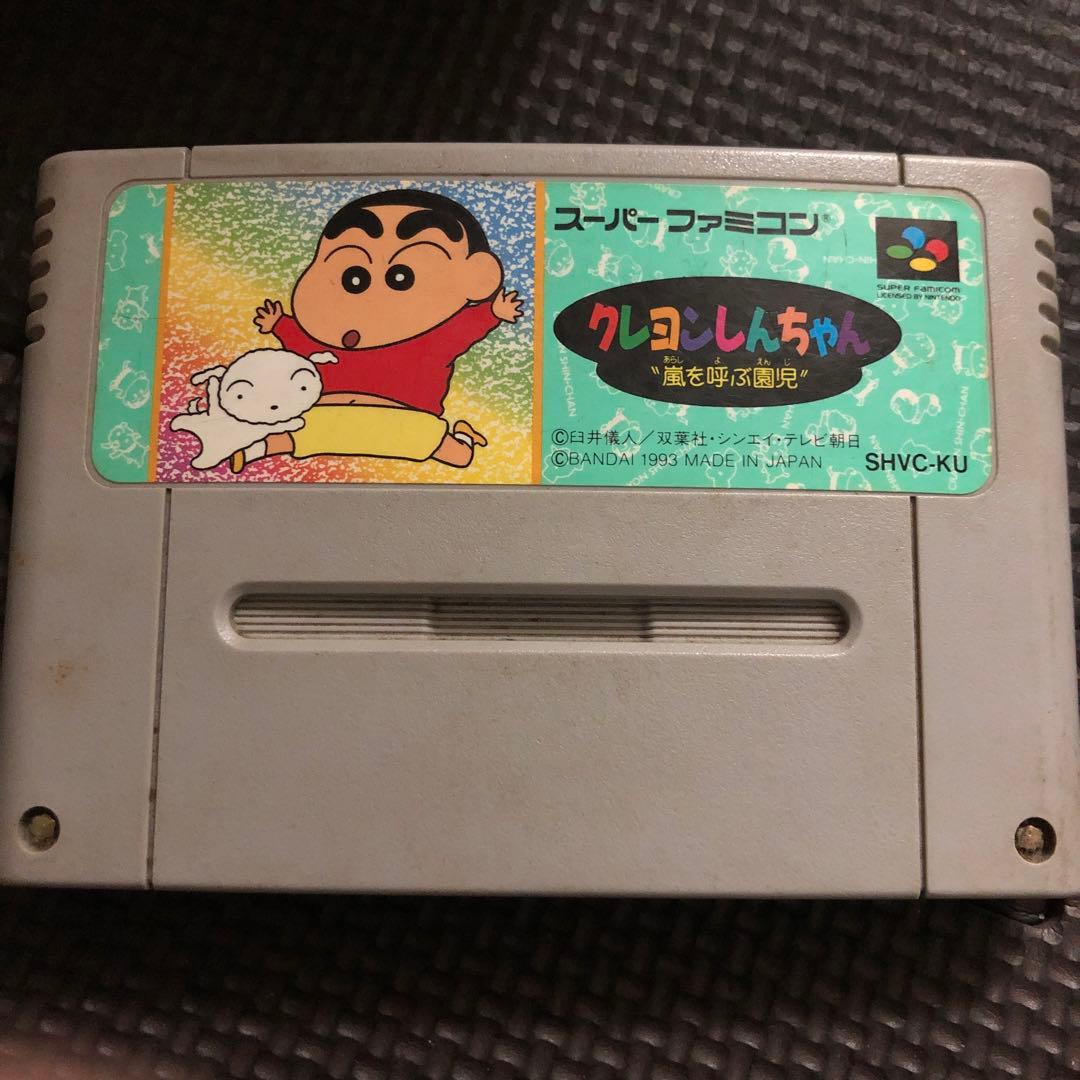 スーパーファミコン®
SUPER FAMICOM
LICENSED BY NINTENDO
クレヨンしんちゃん
あらし よ えんじ
"嵐を呼ぶ園児"
©臼井儀人／双葉社・シンエイ・テレビ朝日
©BANDAI 1993 MADE IN JAPAN SHVC-KU